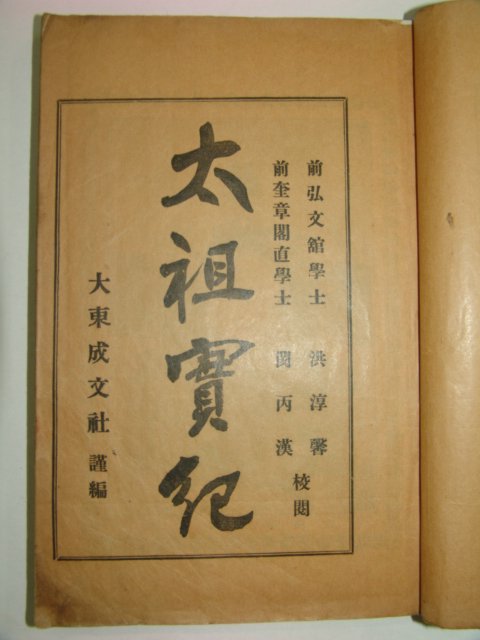 前弘文館學士 洪淳馨
前奎章閣直學士 閔丙漢 校閱
太祖實紀
大東成文社 謹編